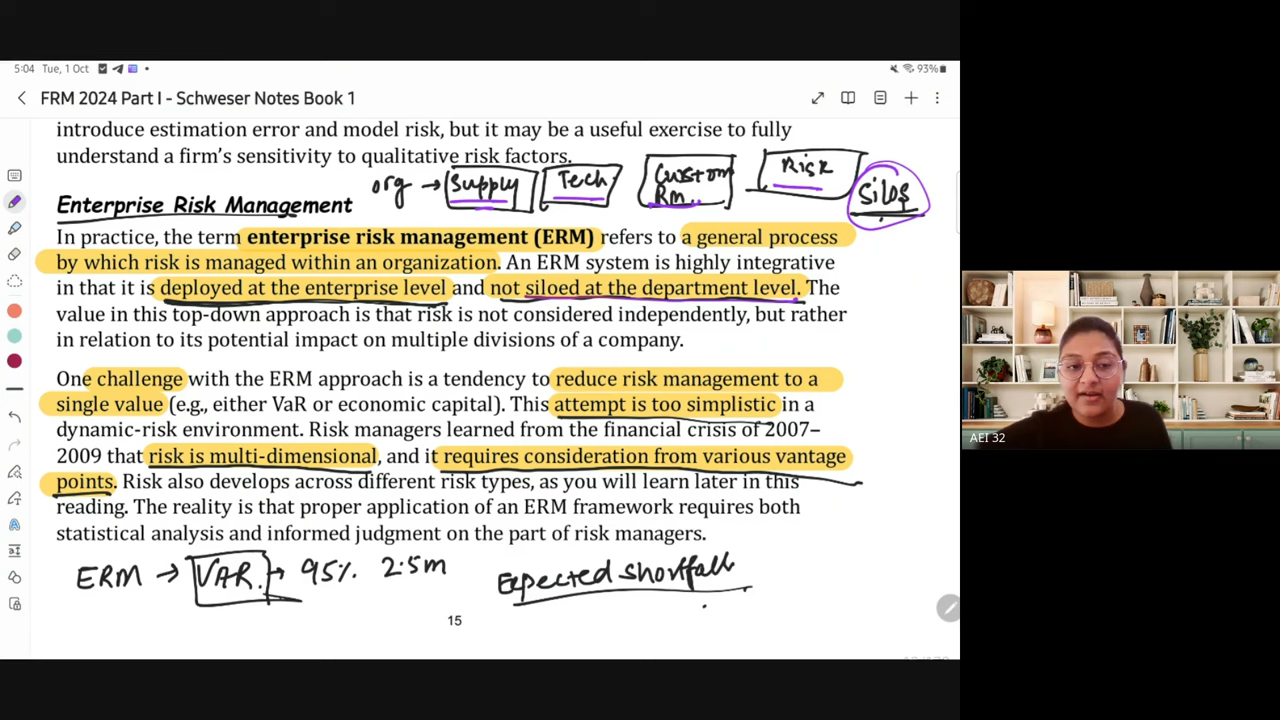 5:04 Tue, 1 Oct
93%
FRM 2024 Part I - Schweser Notes Book 1
introduce estimation error and model risk, but it may be a useful exercise to fully
understand a firm's sensitivity to qualitative risk factors.
org → Supply Tech Custom Rm.. Risk Silos
Enterprise Risk Management
In practice, the term enterprise risk management (ERM) refers to a general process
by which risk is managed within an organization. An ERM system is highly integrative
in that it is deployed at the enterprise level and not siloed at the department level. The
value in this top-down approach is that risk is not considered independently, but rather
in relation to its potential impact on multiple divisions of a company.
One challenge with the ERM approach is a tendency to reduce risk management to a
single value (e.g., either VaR or economic capital). This attempt is too simplistic in a
dynamic-risk environment. Risk managers learned from the financial crisis of 2007–
2009 that risk is multi-dimensional, and it requires consideration from various vantage
points. Risk also develops across different risk types, as you will learn later in this
reading. The reality is that proper application of an ERM framework requires both
statistical analysis and informed judgment on the part of risk managers.
ERM → VAR. → 95% 2.5m Expected shortfall
15
AEI 32